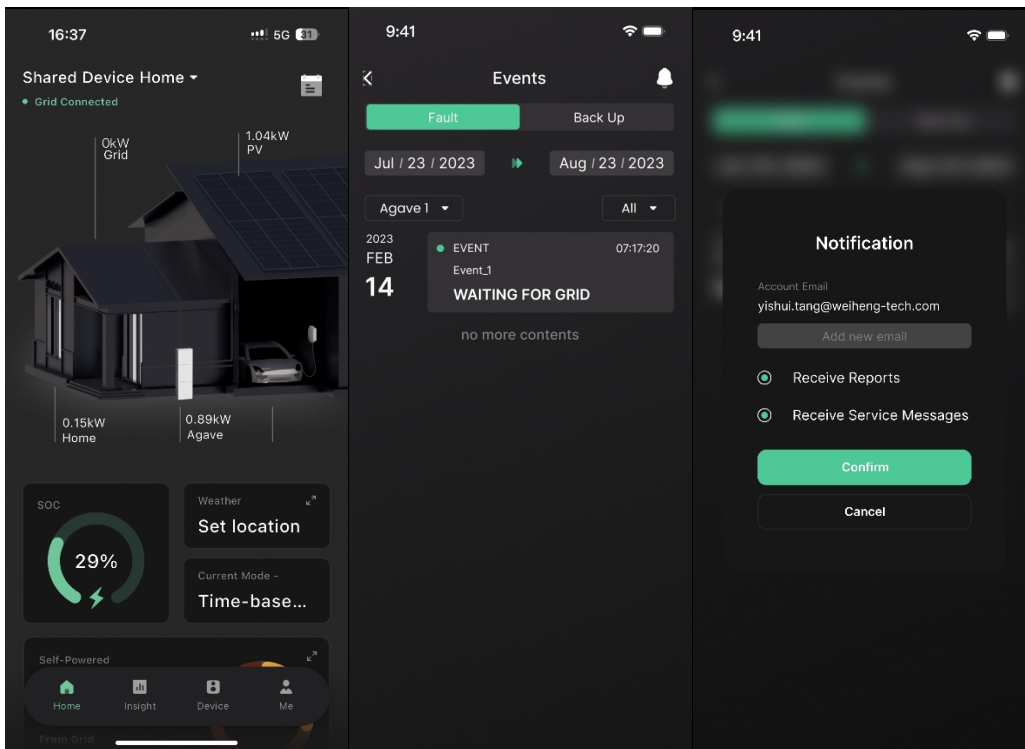 16:37
5G 31
Shared Device Home
Grid Connected
0kW
Grid
1.04kW
PV
0.15kW
Home
0.89kW
Agave
SOC
29%
Weather
Set location
Current Mode -
Time-base...
Self-Powered
Home Insight Device Me
From Grid
9:41
Events
Fault Back Up
Jul / 23 / 2023 Aug / 23 / 2023
Agave 1 All
2023
FEB
14
EVENT 07:17:20
Event_1
WAITING FOR GRID
no more contents
9:41
Notification
Account Email
yishui.tang@weiheng-tech.com
Add new email
Receive Reports
Receive Service Messages
Confirm
Cancel